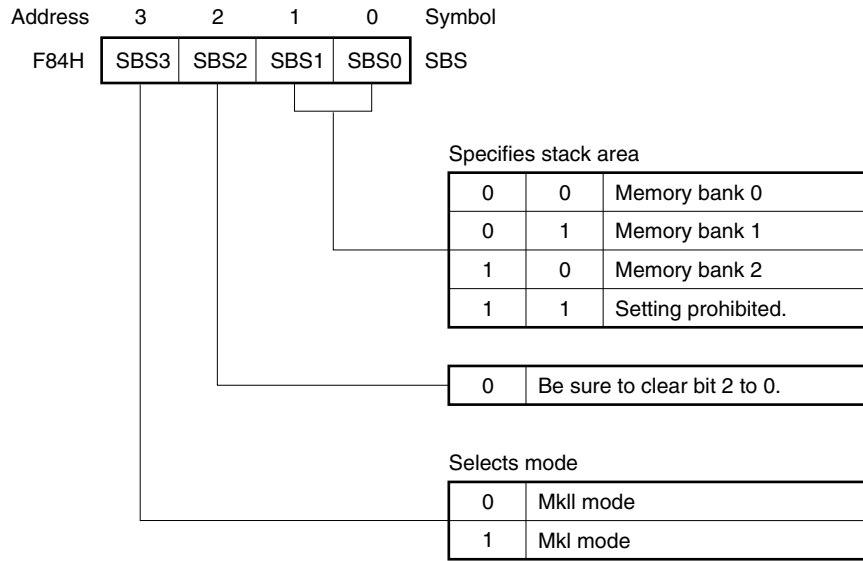 Address 3 2 1 0 Symbol
F84H SBS3 SBS2 SBS1 SBS0 SBS
Specifies stack area
0 0 Memory bank 0
0 1 Memory bank 1
1 0 Memory bank 2
1 1 Setting prohibited.
0 Be sure to clear bit 2 to 0.
Selects mode
0 MkII mode
1 MkI mode